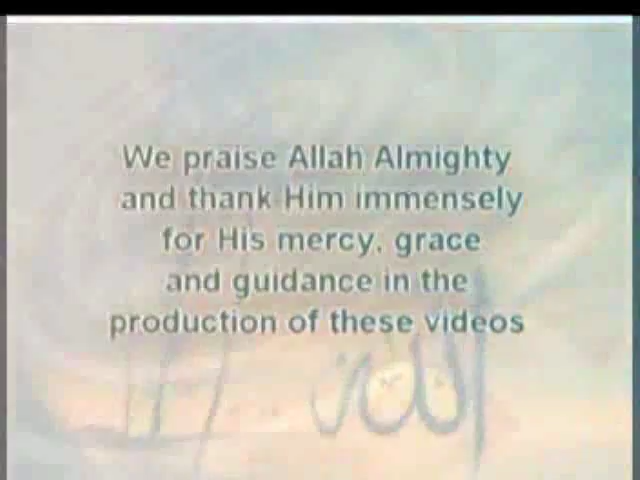 We praise Allah Almighty
and thank Him immensely
for His mercy, grace
and guidance in the
production of these videos
الله